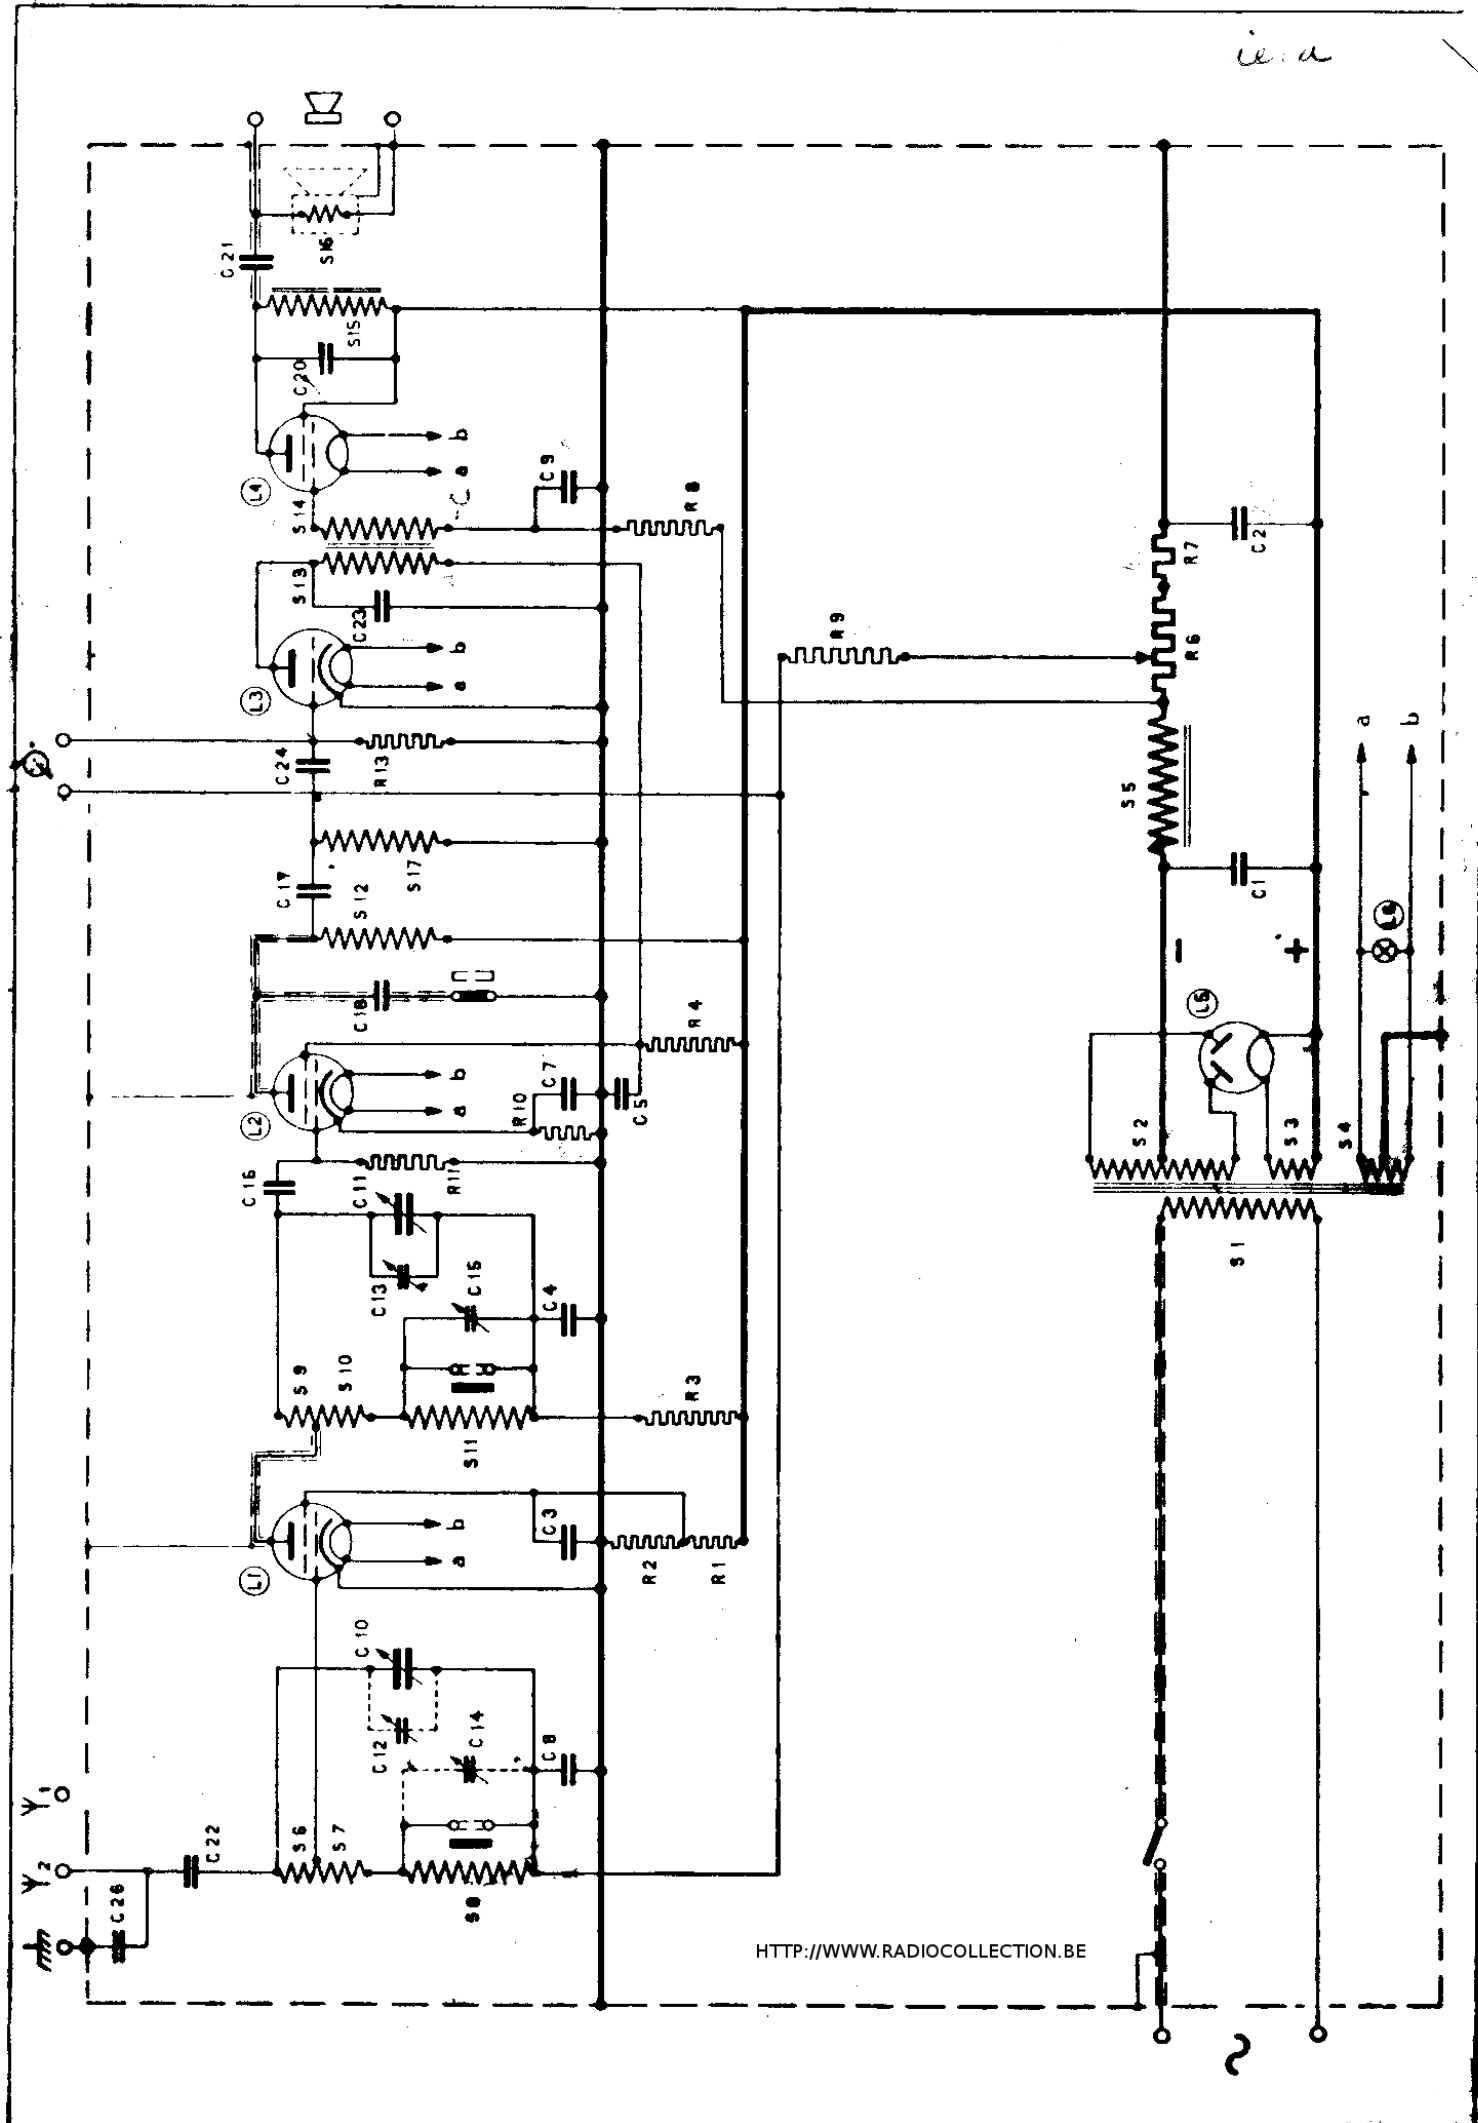 C21
S16
S15
C20
L4
b
a
S14
C9
R8
S13
C23
L3
b
a
R9
R7
C2
R6
C24
R13
S5
a
b
C17
S12
S17
C1
L6
-
+
C18
L5
L2
b
a
R10
C7
C5
R4
S2
S3
S4
C16
C11
R11
C13
C15
C4
S1
S9
S10
S11
R3
L1
b
a
C3
R2
R1
C10
C12
C14
C8
1
2
C22
S6
S7
S8
C26
HTTP://WWW.RADIOCOLLECTION.BE
~